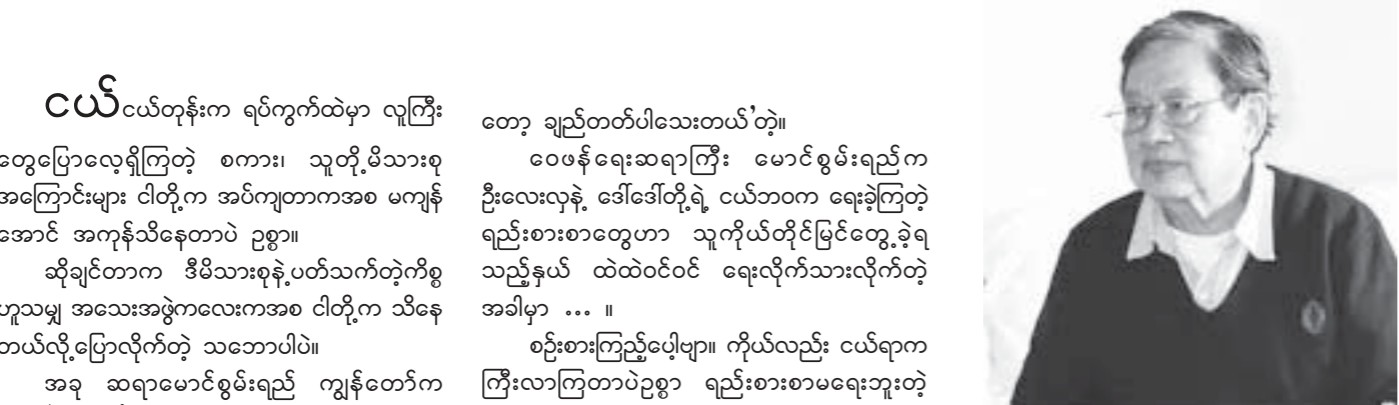 ငယ်ငယ်တုန်းက ရပ်ကွက်ထဲမှာ လူကြီး
တွေပြောလေ့ရှိကြတဲ့ စကား၊ သူတို့မိသားစု
အကြောင်းများ ငါတို့က အပ်ကျတာကအစ မကျန်
အောင် အကုန်သိနေတာပဲ ဥစ္စာ။
ဆိုချင်တာက ဒီမိသားစုနဲ့ပတ်သက်တဲ့ကိစ္စ
ဟူသမျှ အသေးအဖွဲကလေးကအစ ငါတို့က သိနေ
တယ်လို့ပြောလိုက်တဲ့ သဘောပါပဲ။
အခု ဆရာမောင်စွမ်းရည် ကျွန်တော်က
တော့ ချည်တတ်ပါသေးတယ်’တဲ့။
ဝေဖန်ရေးဆရာကြီး မောင်စွမ်းရည်က
ဦးလေးလှနဲ့ ဒေါ်ဒေါ်တို့ရဲ့ ငယ်ဘဝက ရေးခဲ့ကြတဲ့
ရည်းစားစာတွေဟာ သူကိုယ်တိုင်မြင်တွေ့ခဲ့ရ
သည့်နှယ် ထဲထဲဝင်ဝင် ရေးလိုက်သားလိုက်တဲ့
အခါမှာ ... ။
စဉ်းစားကြည့်ပေါ့ဗျာ။ ကိုယ်လည်း ငယ်ရာက
ကြီးလာကြတာပဲဥစ္စာ ရည်းစားစာမရေးဘူးတဲ့